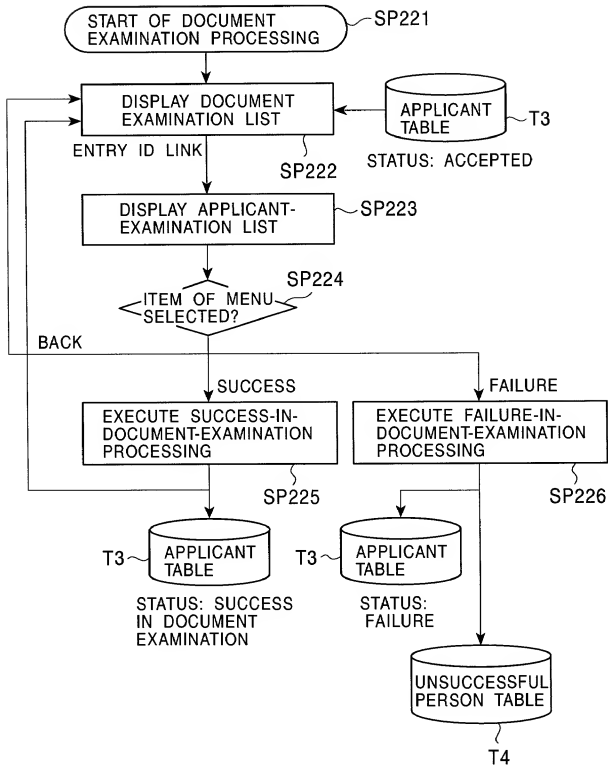 START OF DOCUMENT
EXAMINATION PROCESSING
SP221
DISPLAY DOCUMENT
EXAMINATION LIST
APPLICANT
TABLE
T3
ENTRY ID LINK
SP222
STATUS: ACCEPTED
DISPLAY APPLICANT-
EXAMINATION LIST
SP223
ITEM OF MENU
SELECTED?
SP224
BACK
SUCCESS
FAILURE
EXECUTE SUCCESS-IN-
DOCUMENT-EXAMINATION
PROCESSING
SP225
EXECUTE FAILURE-IN-
DOCUMENT-EXAMINATION
PROCESSING
SP226
T3
APPLICANT
TABLE
STATUS: SUCCESS
IN DOCUMENT
EXAMINATION
T3
APPLICANT
TABLE
STATUS:
FAILURE
UNSUCCESSFUL
PERSON TABLE
T4